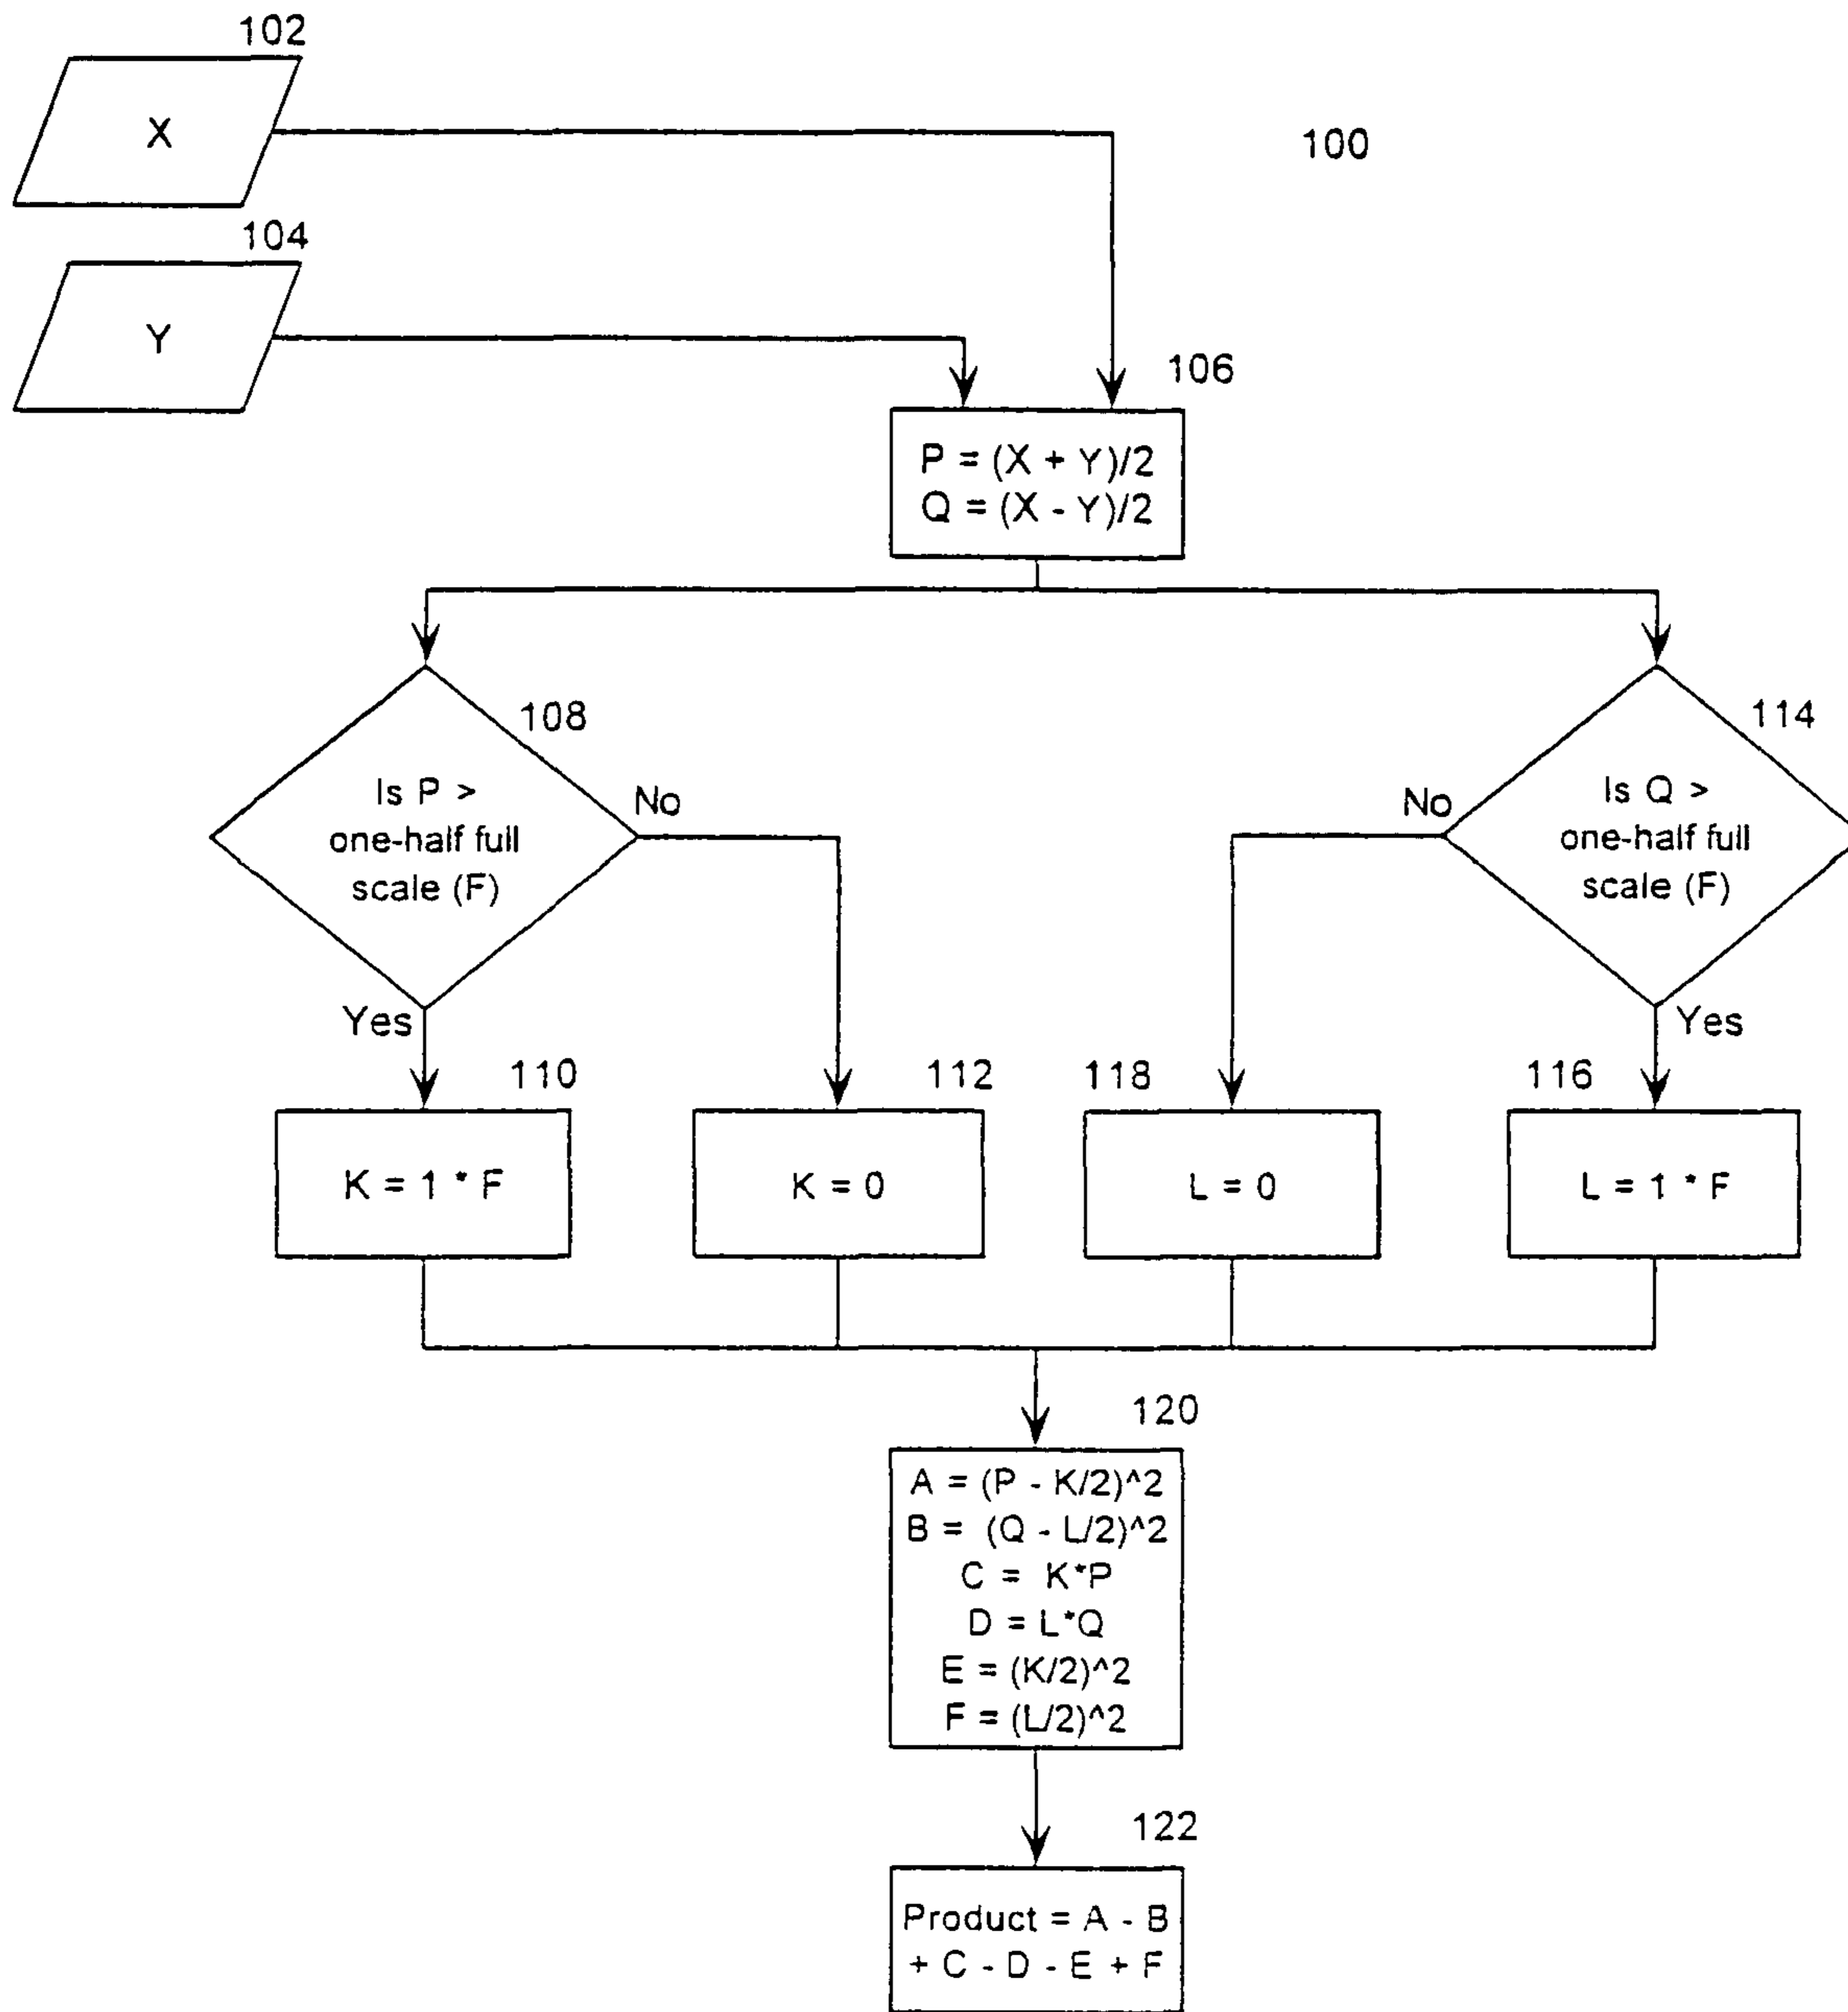 102
X
100
104
Y
106
P = (X + Y)/2
Q = (X - Y)/2
108
Is P >
one-half full
scale (F)
No
Yes
114
Is Q >
one-half full
scale (F)
No
Yes
110
K = 1 * F
112
K = 0
118
L = 0
116
L = 1 * F
120
A = (P - K/2)^2
B = (Q - L/2)^2
C = K*P
D = L*Q
E = (K/2)^2
F = (L/2)^2
122
Product = A - B
+ C - D - E + F